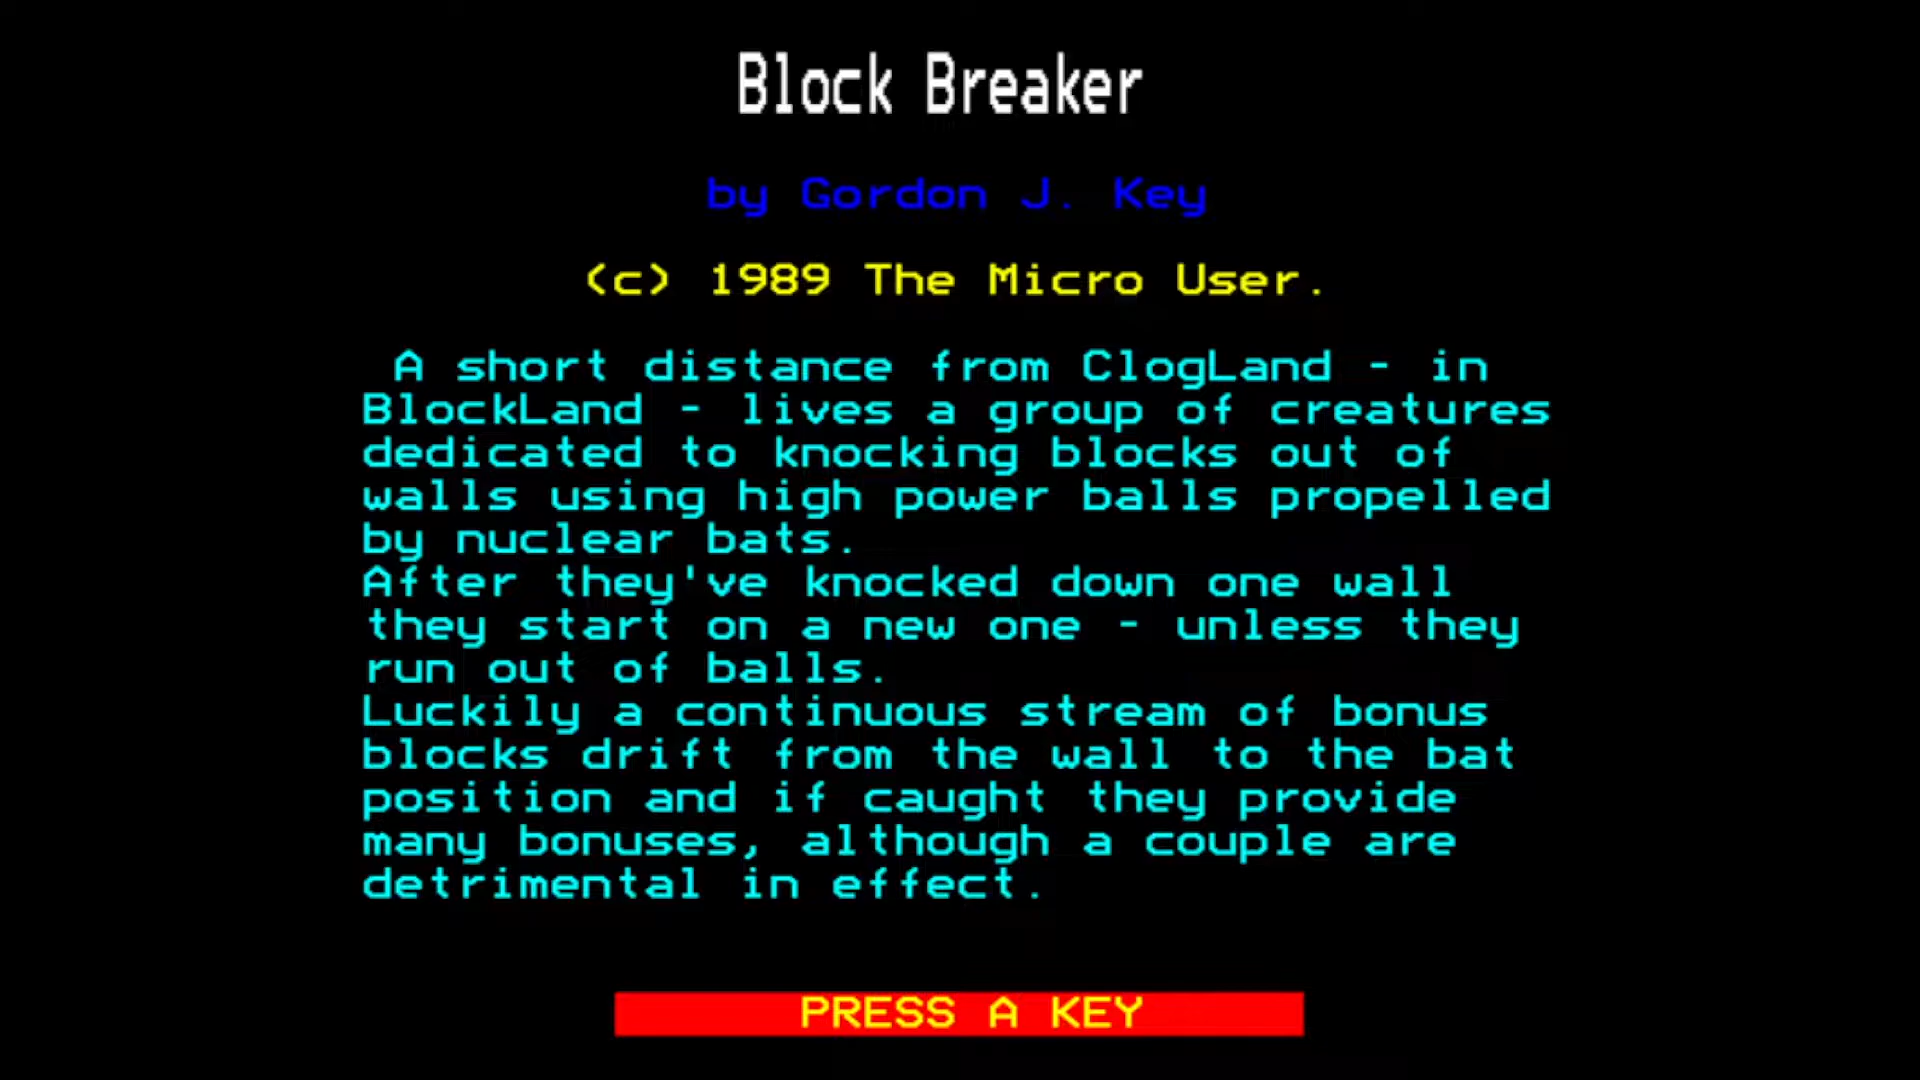 Block Breaker
by Gordon J. Key
(c) 1989 The Micro User.
A short distance from ClogLand - in
BlockLand - lives a group of creatures
dedicated to knocking blocks out of
walls using high power balls propelled
by nuclear bats.
After they've knocked down one wall
they start on a new one - unless they
run out of balls.
Luckily a continuous stream of bonus
blocks drift from the wall to the bat
position and if caught they provide
many bonuses, although a couple are
detrimental in effect.
PRESS A KEY